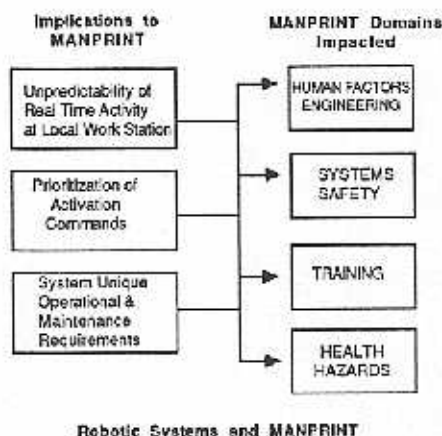 Implications to
MANPRINT
Unpredictability of
Real Time Activity
at Local Work Station
Prioritization of
Activation
Commands
System Unique
Operational &
Maintenance
Requirements
MANPRINT Domains
Impacted
HUMAN FACTORS
ENGINEERING
SYSTEMS
SAFETY
TRAINING
HEALTH
HAZARDS
Robotic Systems and MANPRINT